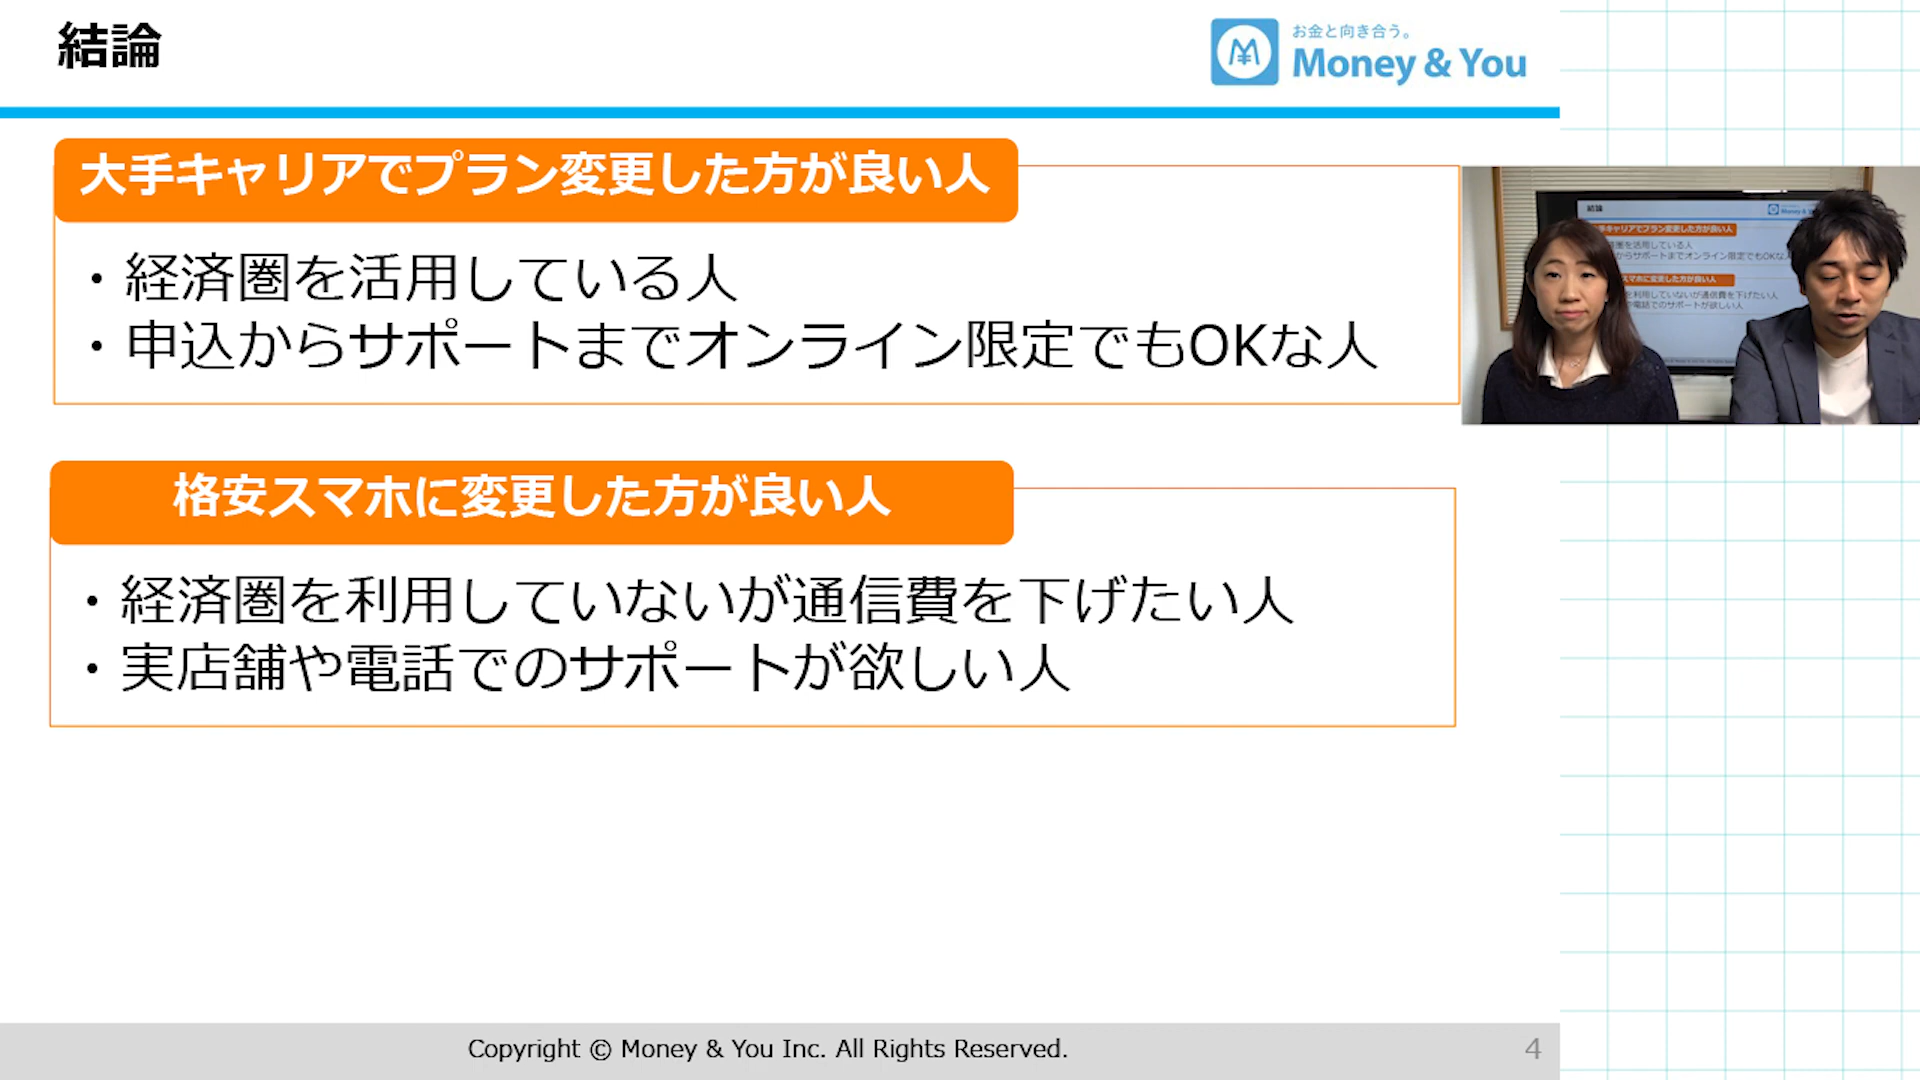 結論
お金と向き合う。
Money & You
大手キャリアでプラン変更した方が良い人
・経済圏を活用している人
・申込からサポートまでオンライン限定でもOKな人
格安スマホに変更した方が良い人
・経済圏を利用していないが通信費を下げたい人
・実店舗や電話でのサポートが欲しい人
Copyright © Money & You Inc. All Rights Reserved.
4